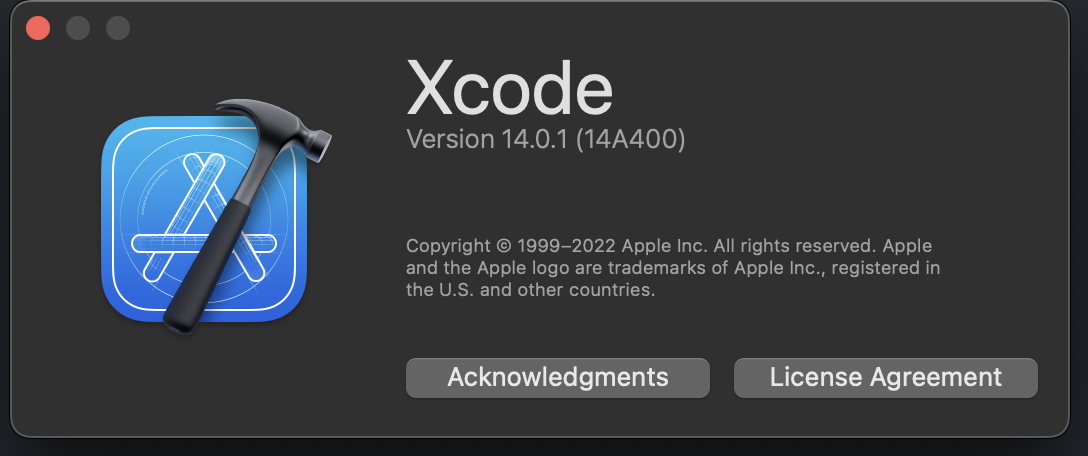 Xcode
Version 14.0.1 (14A400)
Copyright © 1999–2022 Apple Inc. All rights reserved. Apple
and the Apple logo are trademarks of Apple Inc., registered in
the U.S. and other countries.
Acknowledgments
License Agreement